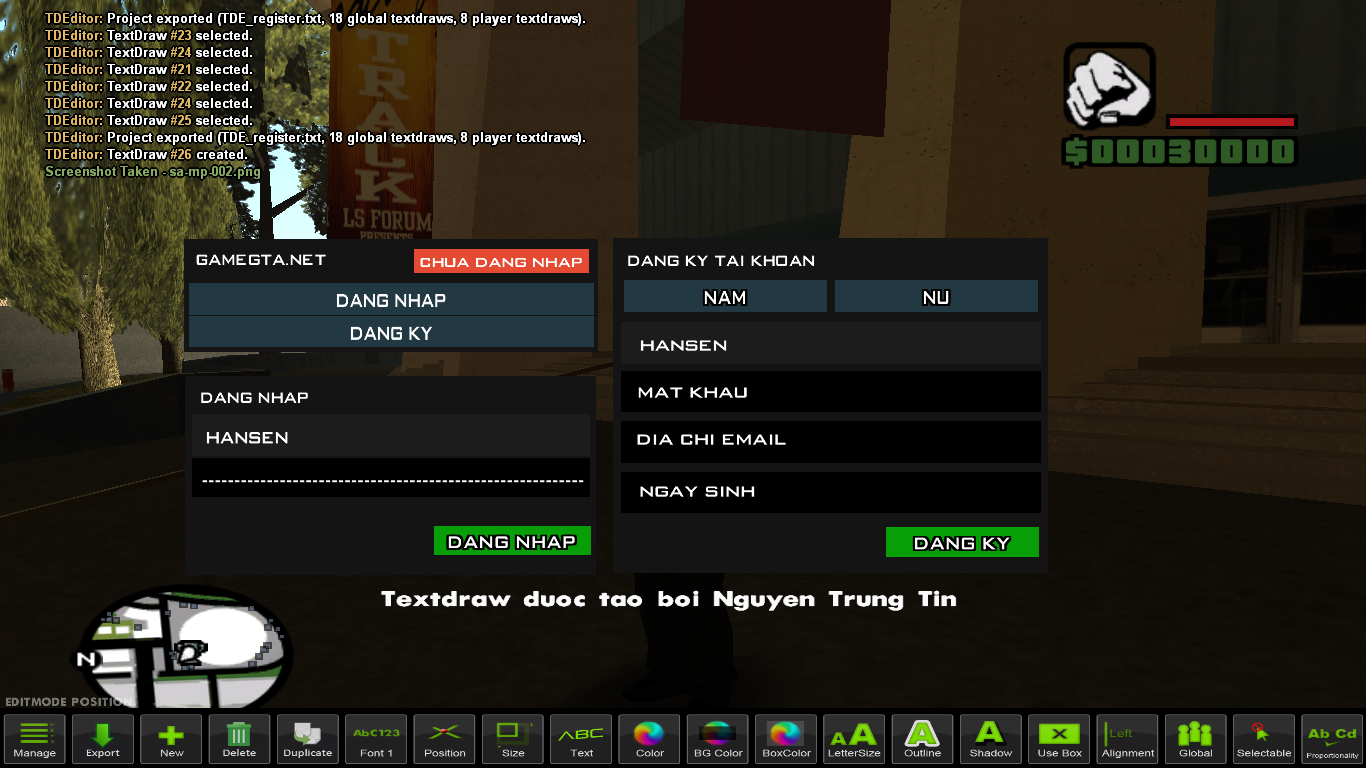 TDEditor: Project exported (TDE_register.txt, 18 global textdraws, 8 player textdraws).
TDEditor: TextDraw #23 selected.
TDEditor: TextDraw #24 selected.
TDEditor: TextDraw #21 selected.
TDEditor: TextDraw #22 selected.
TDEditor: TextDraw #24 selected.
TDEditor: TextDraw #25 selected.
TDEditor: Project exported (TDE_register.txt, 18 global textdraws, 8 player textdraws).
TDEditor: TextDraw #26 created.
Screenshot Taken - sa-mp-002.png
TRACK
LS FORUM
PRESENTS
$00030000
GAMEGTA.NET
CHUA DANG NHAP
DANG NHAP
DANG KY
DANG NHAP
HANSEN
----------------------------------------------------------
DANG NHAP
DANG KY TAI KHOAN
NAM
NU
HANSEN
MAT KHAU
DIA CHI EMAIL
NGAY SINH
DANG KY
Textdraw duoc tao boi Nguyen Trung Tin
N
EDITMODE POSITION
Manage
Export
New
Delete
Duplicate
AbC123
Font 1
Position
Size
ABC
Text
Color
BG Color
BoxColor
AA
LetterSize
A
Outline
A
Shadow
X
Use Box
Left
Alignment
Global
Selectable
Ab Cd
Proportionality